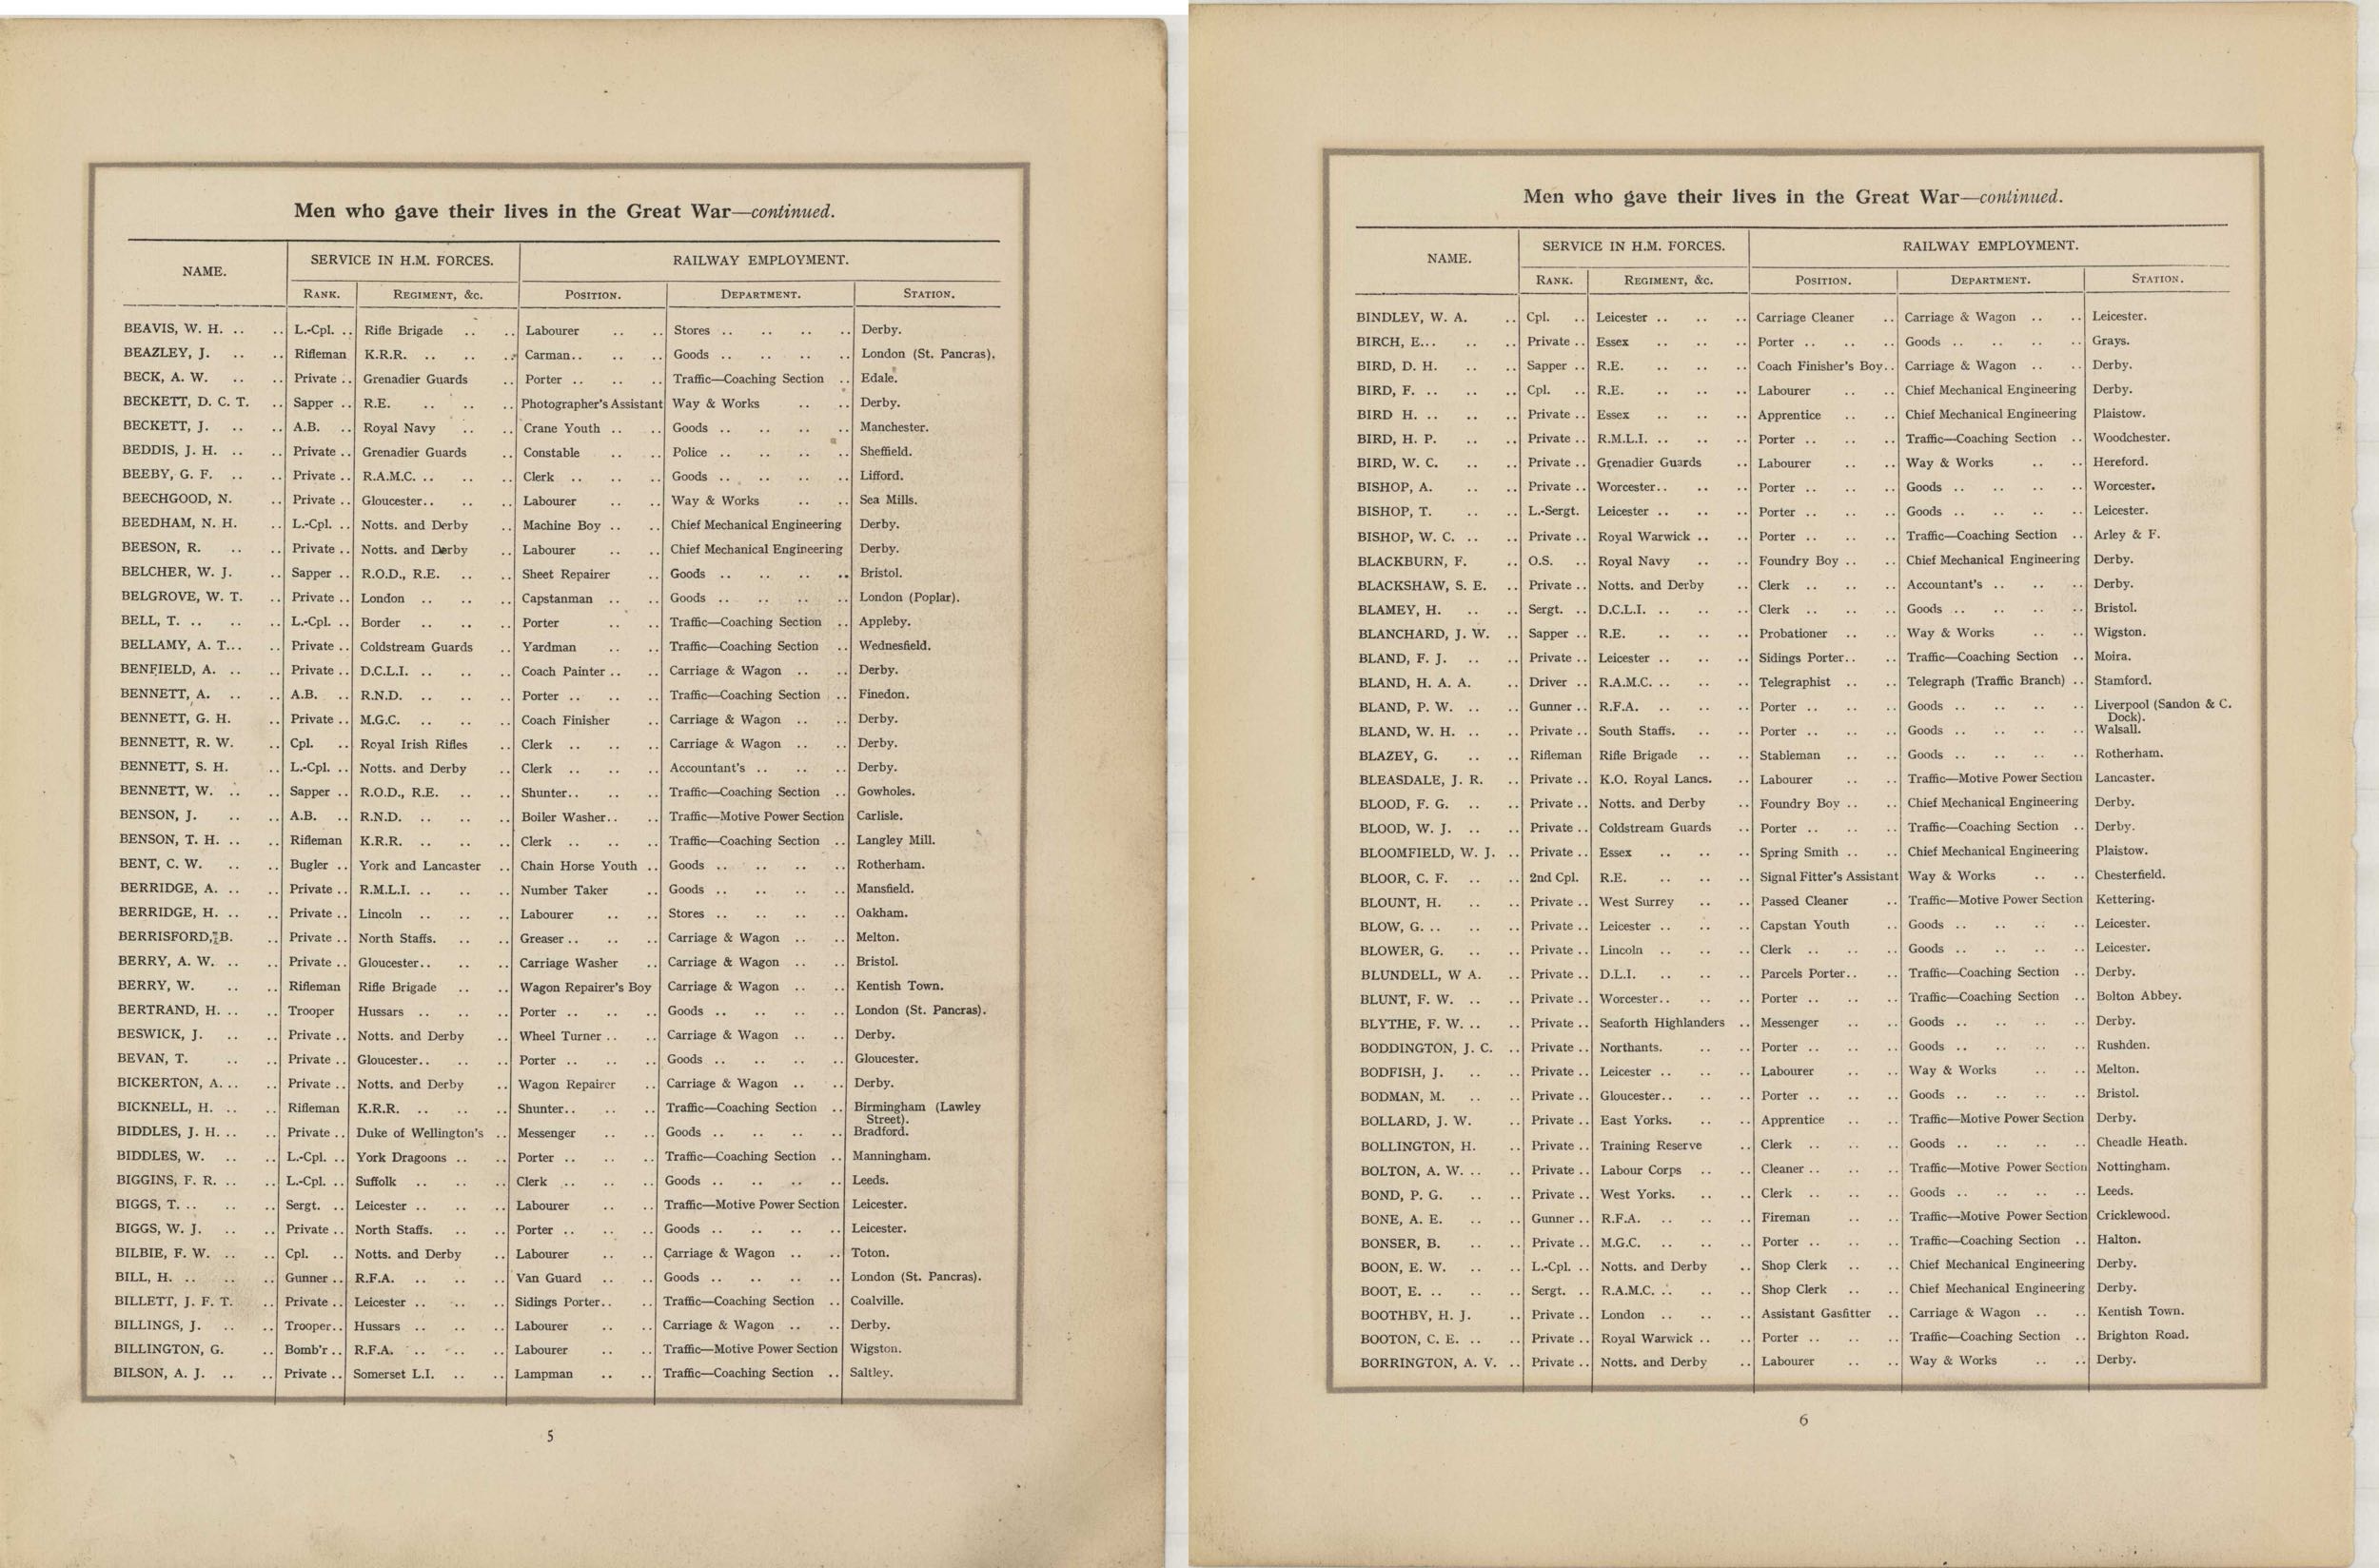 Men who gave their lives in the Great War—continued.
NAME. SERVICE IN H.M. FORCES. RAILWAY EMPLOYMENT.
RANK. REGIMENT, &c. POSITION. DEPARTMENT. STATION.
BEAVIS, W. H. .. .. L.-Cpl. .. Rifle Brigade .. .. Labourer .. .. Stores .. .. .. .. Derby.
BEAZLEY, J. .. .. Rifleman K.R.R. .. .. .. Carman.. .. .. Goods .. .. .. .. London (St. Pancras).
BECK, A. W. .. .. Private .. Grenadier Guards .. Porter .. .. .. Traffic—Coaching Section .. Edale.
BECKETT, D. C. T. .. Sapper .. R.E. .. .. .. Photographer's Assistant Way & Works .. .. Derby.
BECKETT, J. .. .. A.B. .. Royal Navy .. .. Crane Youth .. .. Goods .. .. .. .. Manchester.
BEDDIS, J. H. .. .. Private .. Grenadier Guards .. Constable .. .. Police .. .. .. .. Sheffield.
BEEBY, G. F. .. .. Private .. R.A.M.C. .. .. .. Clerk .. .. .. Goods .. .. .. .. Lifford.
BEECHGOOD, N. .. Private .. Gloucester.. .. .. Labourer .. .. Way & Works .. .. Sea Mills.
BEEDHAM, N. H. .. L.-Cpl. .. Notts. and Derby .. Machine Boy .. .. Chief Mechanical Engineering Derby.
BEESON, R. .. .. Private .. Notts. and Derby .. Labourer .. .. Chief Mechanical Engineering Derby.
BELCHER, W. J. .. Sapper .. R.O.D., R.E. .. .. Sheet Repairer .. Goods .. .. .. .. Bristol.
BELGROVE, W. T. .. Private .. London .. .. .. Capstanman .. .. Goods .. .. .. .. London (Poplar).
BELL, T. .. .. .. L.-Cpl. .. Border .. .. .. Porter .. .. Traffic—Coaching Section .. Appleby.
BELLAMY, A. T... .. Private .. Coldstream Guards .. Yardman .. .. Traffic—Coaching Section .. Wednesfield.
BENFIELD, A. .. .. Private .. D.C.L.I. .. .. .. Coach Painter .. .. Carriage & Wagon .. .. Derby.
BENNETT, A. .. .. A.B. .. R.N.D. .. .. .. Porter .. .. .. Traffic—Coaching Section .. Finedon.
BENNETT, G. H. .. Private .. M.G.C. .. .. .. Coach Finisher .. Carriage & Wagon .. .. Derby.
BENNETT, R. W. .. Cpl. .. Royal Irish Rifles .. Clerk .. .. .. Carriage & Wagon .. .. Derby.
BENNETT, S. H. .. L.-Cpl. .. Notts. and Derby .. Clerk .. .. .. Accountant's .. .. .. Derby.
BENNETT, W. .. .. Sapper .. R.O.D., R.E. .. .. Shunter.. .. .. Traffic—Coaching Section .. Gowholes.
BENSON, J. .. .. A.B. .. R.N.D. .. .. .. Boiler Washer.. .. Traffic—Motive Power Section Carlisle.
BENSON, T. H. .. .. Rifleman K.R.R. .. .. .. Clerk .. .. .. Traffic—Coaching Section .. Langley Mill.
BENT, C. W. .. .. Bugler .. York and Lancaster .. Chain Horse Youth .. Goods .. .. .. .. Rotherham.
BERRIDGE, A. .. .. Private .. R.M.L.I. .. .. .. Number Taker .. Goods .. .. .. .. Mansfield.
BERRIDGE, H. .. .. Private .. Lincoln .. .. .. Labourer .. .. Stores .. .. .. .. Oakham.
BERRISFORD, B. .. Private .. North Staffs. .. .. Greaser .. .. .. Carriage & Wagon .. .. Melton.
BERRY, A. W. .. .. Private .. Gloucester.. .. .. Carriage Washer .. Carriage & Wagon .. .. Bristol.
BERRY, W. .. .. Rifleman Rifle Brigade .. .. Wagon Repairer's Boy Carriage & Wagon .. .. Kentish Town.
BERTRAND, H. .. .. Trooper Hussars .. .. .. Porter .. .. .. Goods .. .. .. .. London (St. Pancras).
BESWICK, J. .. .. Private .. Notts. and Derby .. Wheel Turner .. .. Carriage & Wagon .. .. Derby.
BEVAN, T. .. .. Private .. Gloucester.. .. .. Porter .. .. .. Goods .. .. .. .. Gloucester.
BICKERTON, A. .. .. Private .. Notts. and Derby .. Wagon Repairer .. Carriage & Wagon .. .. Derby.
BICKNELL, H. .. .. Rifleman K.R.R. .. .. .. Shunter.. .. .. Traffic—Coaching Section .. Birmingham (Lawley
Street).
BIDDLES, J. H. .. .. Private .. Duke of Wellington's .. Messenger .. .. Goods .. .. .. .. Bradford.
BIDDLES, W. .. .. L.-Cpl. .. York Dragoons .. .. Porter .. .. .. Traffic—Coaching Section .. Manningham.
BIGGINS, F. R. .. .. L.-Cpl. .. Suffolk .. .. .. Clerk .. .. .. Goods .. .. .. .. Leeds.
BIGGS, T. .. .. .. Sergt. .. Leicester .. .. .. Labourer .. .. Traffic—Motive Power Section Leicester.
BIGGS, W. J. .. .. Private .. North Staffs. .. .. Porter .. .. .. Goods .. .. .. .. Leicester.
BILBIE, F. W. .. .. Cpl. .. Notts. and Derby .. Labourer .. .. Carriage & Wagon .. .. Toton.
BILL, H. .. .. .. Gunner .. R.F.A. .. .. .. Van Guard .. .. Goods .. .. .. .. London (St. Pancras).
BILLETT, J. F. T. .. Private .. Leicester .. .. .. Sidings Porter.. .. Traffic—Coaching Section .. Coalville.
BILLINGS, J. .. .. Trooper.. Hussars .. .. .. Labourer .. .. Carriage & Wagon .. .. Derby.
BILLINGTON, G. .. Bomb'r .. R.F.A. .. .. .. Labourer .. .. Traffic—Motive Power Section Wigston.
BILSON, A. J. .. .. Private .. Somerset L.I. .. .. Lampman .. .. Traffic—Coaching Section .. Saltley.
5
Men who gave their lives in the Great War—continued.
NAME. SERVICE IN H.M. FORCES. RAILWAY EMPLOYMENT.
RANK. REGIMENT, &c. POSITION. DEPARTMENT. STATION.
BINDLEY, W. A. .. Cpl. .. Leicester .. .. .. Carriage Cleaner .. Carriage & Wagon .. .. Leicester.
BIRCH, E... .. .. Private .. Essex .. .. .. Porter .. .. .. Goods .. .. .. .. Grays.
BIRD, D. H. .. .. Sapper .. R.E. .. .. .. Coach Finisher's Boy.. Carriage & Wagon .. .. Derby.
BIRD, F. .. .. .. Cpl. .. R.E. .. .. .. Labourer .. .. Chief Mechanical Engineering Derby.
BIRD H. .. .. .. Private .. Essex .. .. .. Apprentice .. .. Chief Mechanical Engineering Plaistow.
BIRD, H. P. .. .. Private .. R.M.L.I. .. .. .. Porter .. .. .. Traffic—Coaching Section .. Woodchester.
BIRD, W. C. .. .. Private .. Grenadier Guards .. Labourer .. .. Way & Works .. .. Hereford.
BISHOP, A. .. .. Private .. Worcester.. .. .. Porter .. .. .. Goods .. .. .. .. Worcester.
BISHOP, T. .. .. L.-Sergt. Leicester .. .. .. Porter .. .. .. Goods .. .. .. .. Leicester.
BISHOP, W. C. .. .. Private .. Royal Warwick .. .. Porter .. .. .. Traffic—Coaching Section .. Arley & F.
BLACKBURN, F. .. O.S. .. Royal Navy .. .. Foundry Boy .. .. Chief Mechanical Engineering Derby.
BLACKSHAW, S. E. .. Private .. Notts. and Derby .. Clerk .. .. .. Accountant's .. .. .. Derby.
BLAMEY, H. .. .. Sergt. .. D.C.L.I. .. .. .. Clerk .. .. .. Goods .. .. .. .. Bristol.
BLANCHARD, J. W. .. Sapper .. R.E. .. .. .. Probationer .. .. Way & Works .. .. Wigston.
BLAND, F. J. .. .. Private .. Leicester .. .. .. Sidings Porter.. .. Traffic—Coaching Section .. Moira.
BLAND, H. A. A. .. Driver .. R.A.M.C. .. .. .. Telegraphist .. .. Telegraph (Traffic Branch) .. Stamford.
BLAND, P. W. .. .. Gunner .. R.F.A. .. .. .. Porter .. .. .. Goods .. .. .. .. Liverpool (Sandon & C.
Dock).
BLAND, W. H. .. .. Private .. South Staffs. .. .. Porter .. .. .. Goods .. .. .. .. Walsall.
BLAZEY, G. .. .. Rifleman Rifle Brigade .. .. Stableman .. .. Goods .. .. .. .. Rotherham.
BLEASDALE, J. R. .. Private .. K.O. Royal Lancs. .. Labourer .. .. Traffic—Motive Power Section Lancaster.
BLOOD, F. G. .. .. Private .. Notts. and Derby .. Foundry Boy .. .. Chief Mechanical Engineering Derby.
BLOOD, W. J. .. .. Private .. Coldstream Guards .. Porter .. .. .. Traffic—Coaching Section .. Derby.
BLOOMFIELD, W. J. .. Private .. Essex .. .. .. Spring Smith .. .. Chief Mechanical Engineering Plaistow.
BLOOR, C. F. .. .. 2nd Cpl. R.E. .. .. .. Signal Fitter's Assistant Way & Works .. .. Chesterfield.
BLOUNT, H. .. .. Private .. West Surrey .. .. Passed Cleaner .. Traffic—Motive Power Section Kettering.
BLOW, G. .. .. .. Private .. Leicester .. .. .. Capstan Youth .. Goods .. .. .. .. Leicester.
BLOWER, G. .. .. Private .. Lincoln .. .. .. Clerk .. .. .. Goods .. .. .. .. Leicester.
BLUNDELL, W A. .. Private .. D.L.I. .. .. .. Parcels Porter.. .. Traffic—Coaching Section .. Derby.
BLUNT, F. W. .. .. Private .. Worcester.. .. .. Porter .. .. .. Traffic—Coaching Section .. Bolton Abbey.
BLYTHE, F. W. .. .. Private .. Seaforth Highlanders .. Messenger .. .. Goods .. .. .. .. Derby.
BODDINGTON, J. C. .. Private .. Northants. .. .. Porter .. .. .. Goods .. .. .. .. Rushden.
BODFISH, J. .. .. Private .. Leicester .. .. .. Labourer .. .. Way & Works .. .. Melton.
BODMAN, M. .. .. Private .. Gloucester.. .. .. Porter .. .. .. Goods .. .. .. .. Bristol.
BOLLARD, J. W. .. Private .. East Yorks. .. .. Apprentice .. .. Traffic—Motive Power Section Derby.
BOLLINGTON, H. .. Private .. Training Reserve .. Clerk .. .. .. Goods .. .. .. .. Cheadle Heath.
BOLTON, A. W. .. .. Private .. Labour Corps .. .. Cleaner .. .. .. Traffic—Motive Power Section Nottingham.
BOND, P. G. .. .. Private .. West Yorks. .. .. Clerk .. .. .. Goods .. .. .. .. Leeds.
BONE, A. E. .. .. Gunner .. R.F.A. .. .. .. Fireman .. .. Traffic—Motive Power Section Cricklewood.
BONSER, B. .. .. Private .. M.G.C. .. .. .. Porter .. .. .. Traffic—Coaching Section .. Halton.
BOON, E. W. .. .. L.-Cpl. .. Notts. and Derby .. Shop Clerk .. .. Chief Mechanical Engineering Derby.
BOOT, E. .. .. .. Sergt. .. R.A.M.C. .. .. .. Shop Clerk .. .. Chief Mechanical Engineering Derby.
BOOTHBY, H. J. .. Private .. London .. .. .. Assistant Gasfitter .. Carriage & Wagon .. .. Kentish Town.
BOOTON, C. E. .. .. Private .. Royal Warwick .. .. Porter .. .. .. Traffic—Coaching Section .. Brighton Road.
BORRINGTON, A. V. .. Private .. Notts. and Derby .. Labourer .. .. Way & Works .. .. Derby.
6